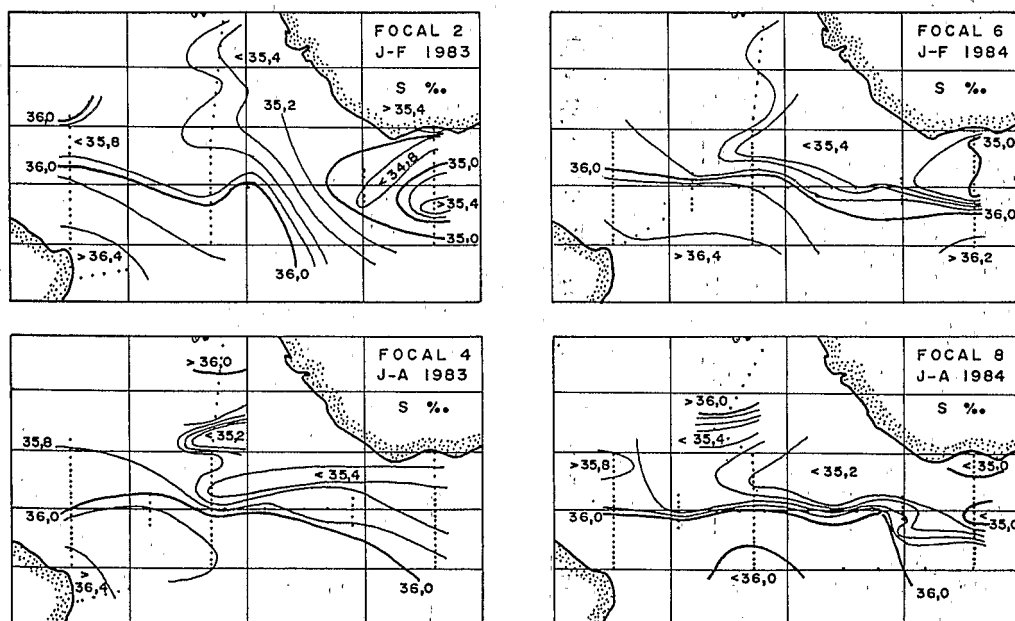 FOCAL 2
J-F 1983
S ‰
< 35,4
36,0
35,2
> 35,4
< 35,8
36,0
< 34,8
35,0
> 35,4
35,0
> 36,4
36,0
FOCAL 6
J-F 1984
S ‰
< 35,4
35,0
36,0
36,0
> 36,4
> 36,2
FOCAL 4
J-A 1983
S ‰
> 36,0
< 35,2
35,8
< 35,4
36,0
> 36,4
36,0
FOCAL 8
J-A 1984
S ‰
> 36,0
< 35,4
> 35,8
< 35,2
< 35,0
36,0
< 35,0
< 36,0
36,0